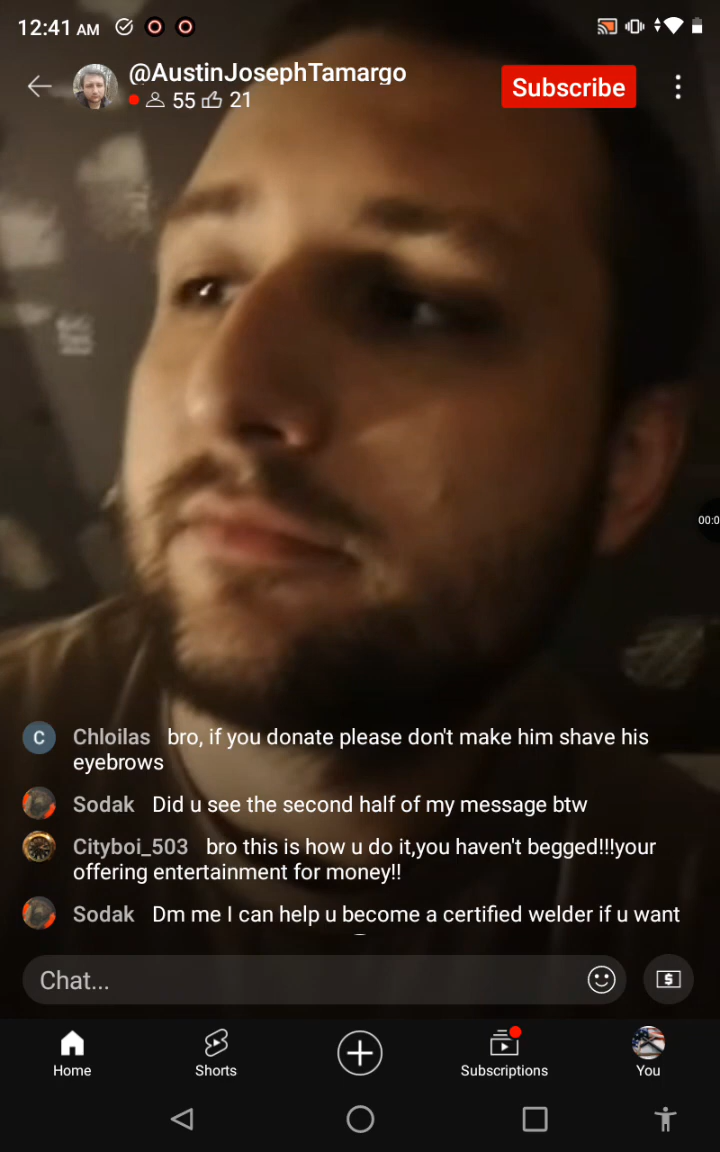 12:41 AM
@AustinJosephTamargo
55 21
Subscribe
00:0
Chloilas bro, if you donate please don't make him shave his
eyebrows
Sodak Did u see the second half of my message btw
Cityboi_503 bro this is how u do it,you haven't begged!!!your
offering entertainment for money!!
Sodak Dm me I can help u become a certified welder if u want
Chat...
Home Shorts Subscriptions You